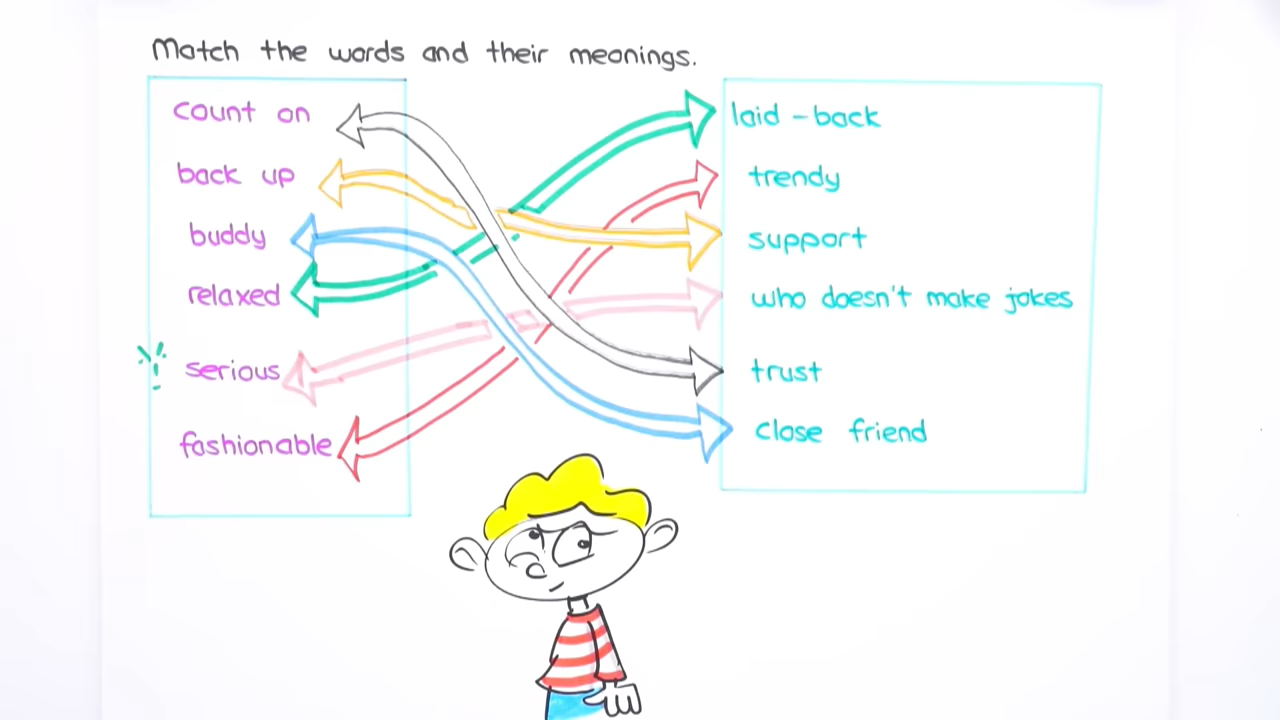 Match the words and their meanings.
count on
back up
buddy
relaxed
serious
fashionable
laid-back
trendy
support
who doesn't make jokes
trust
close friend